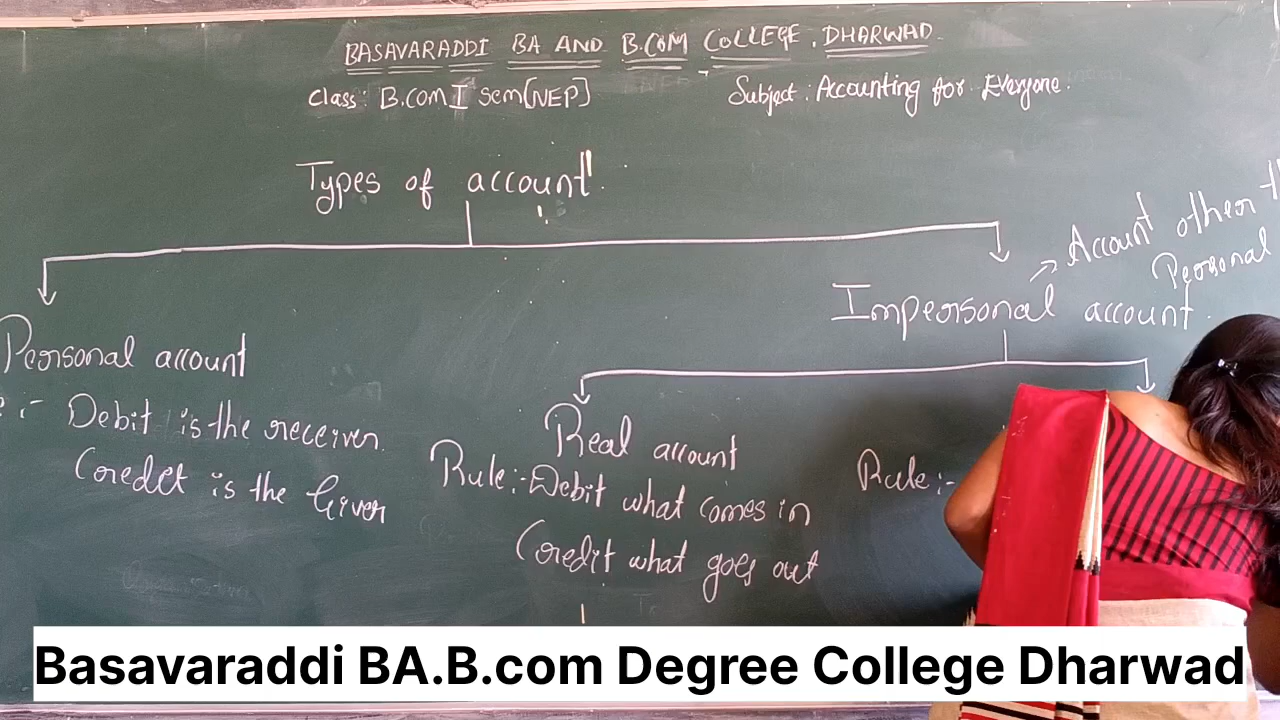 BASAVARADDI BA AND B.COM COLLEGE, DHARWAD.
Class: B.com I Sem[NEP]
Subject: Accounting for Everyone.
Types of account
Account other
Personal
Impersonal account.
Personal account
:- Debit is the receiver.
Credit is the Giver
Real account
Rule:- Debit what comes in
Credit what goes out
Rule:-
Basavaraddi BA.B.com Degree College Dharwad